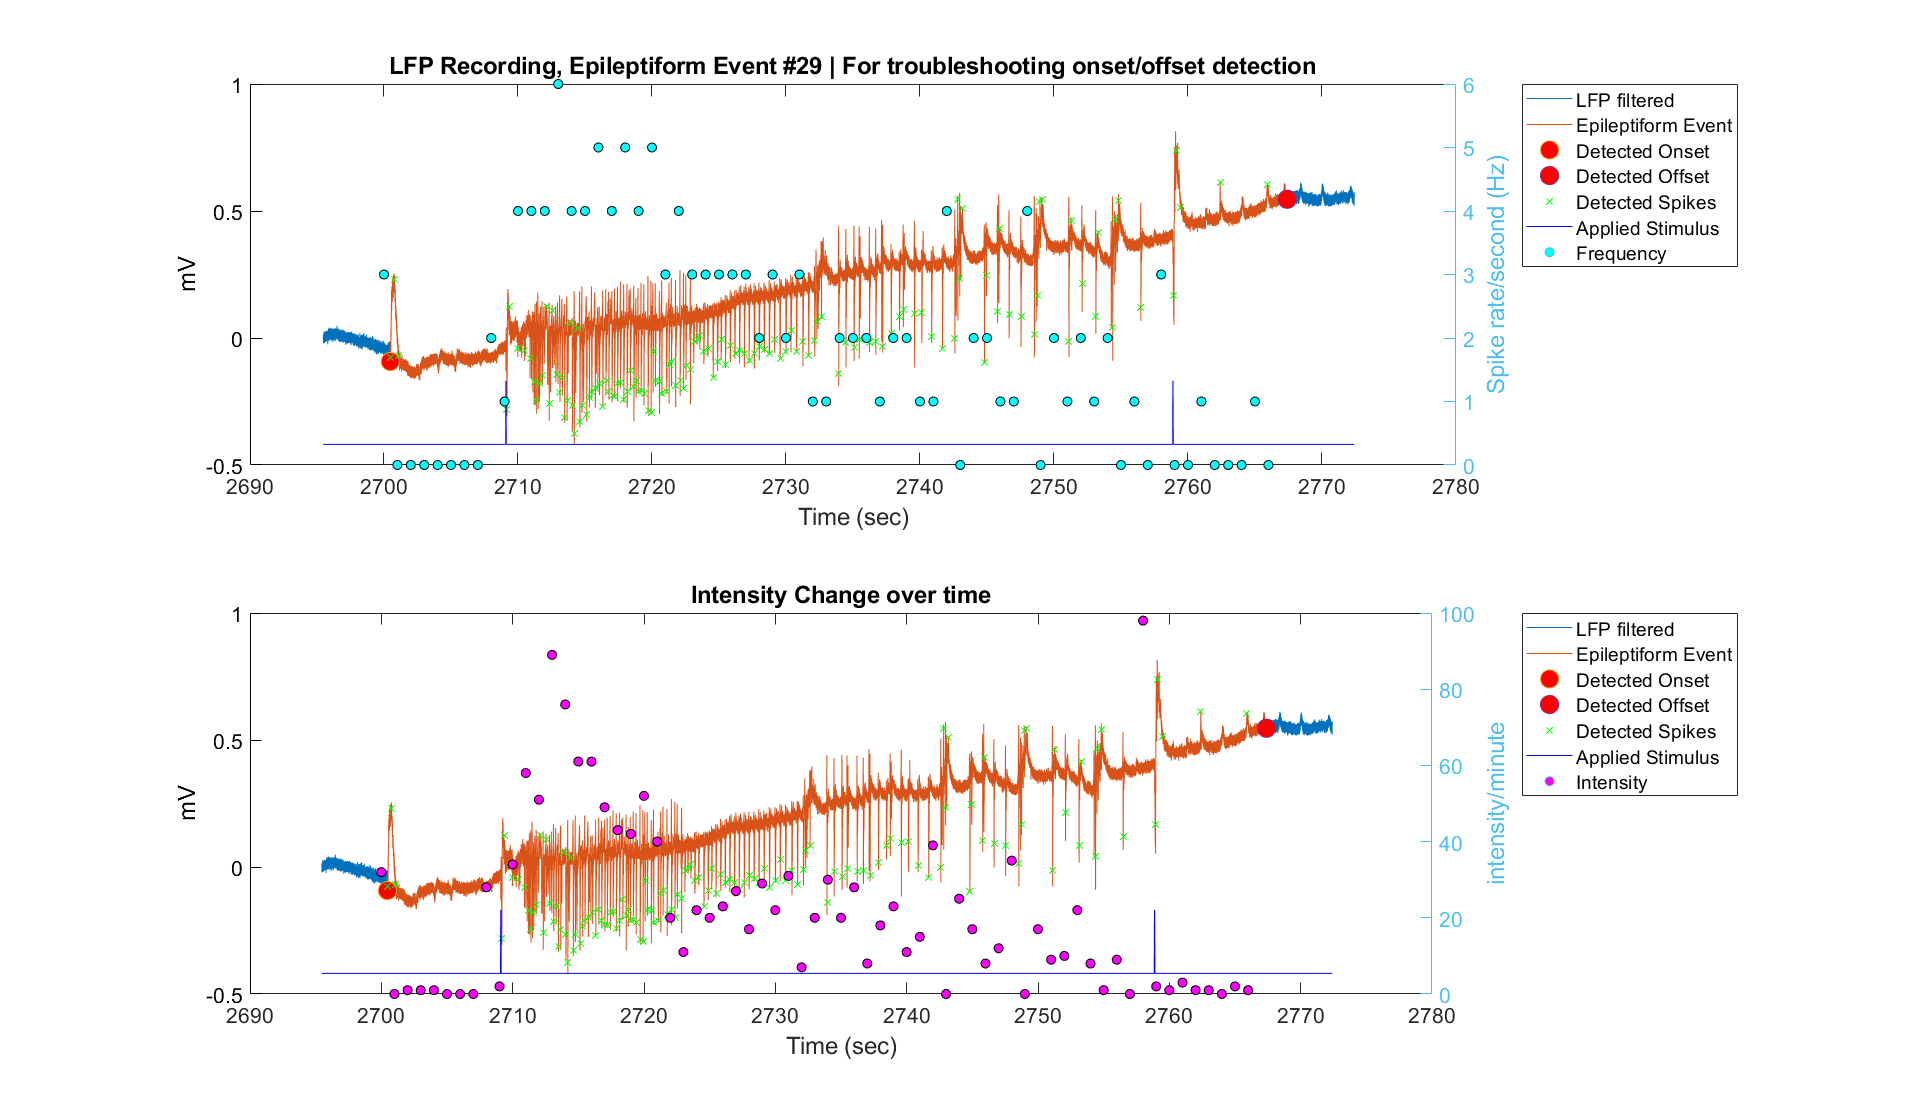 LFP Recording, Epileptiform Event #29 | For troubleshooting onset/offset detection
1
0.5
0
-0.5
mV
6
5
4
3
2
1
0
Spike rate/second (Hz)
2690 2700 2710 2720 2730 2740 2750 2760 2770 2780
Time (sec)
LFP filtered
Epileptiform Event
Detected Onset
Detected Offset
Detected Spikes
Applied Stimulus
Frequency
Intensity Change over time
1
0.5
0
-0.5
mV
100
80
60
40
20
0
intensity/minute
2690 2700 2710 2720 2730 2740 2750 2760 2770 2780
Time (sec)
LFP filtered
Epileptiform Event
Detected Onset
Detected Offset
Detected Spikes
Applied Stimulus
Intensity